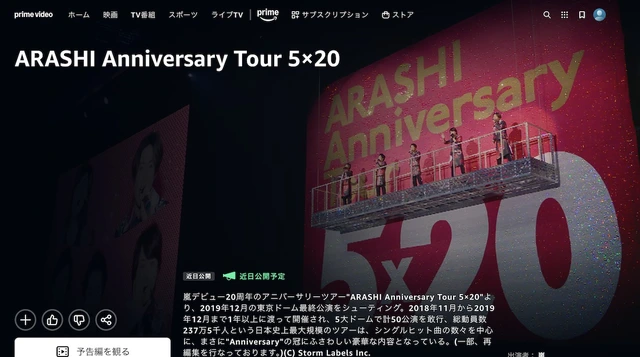 prime video ホーム 映画 TV番組 スポーツ ライブTV prime サブスクリプション ストア
ARASHI Anniversary Tour 5×20
ARASHI
Anniversary
5×20
近日公開 近日公開予定
嵐デビュー20周年のアニバーサリーツアー"ARASHI Anniversary Tour 5×20"よ
り、2019年12月の東京ドーム最終公演をシューティング。2018年11月から2019
年12月まで1年以上に渡って開催され、5大ドームで計50公演を敢行、総動員数
237万5千人という日本史上最大規模のツアーは、シングルヒット曲の数々を中心
に、まさに"Anniversary"の冠にふさわしい豪華な内容となっている。(一部、再
編集を行なっております。)(C) Storm Labels Inc.
予告編を観る
出演者： 嵐